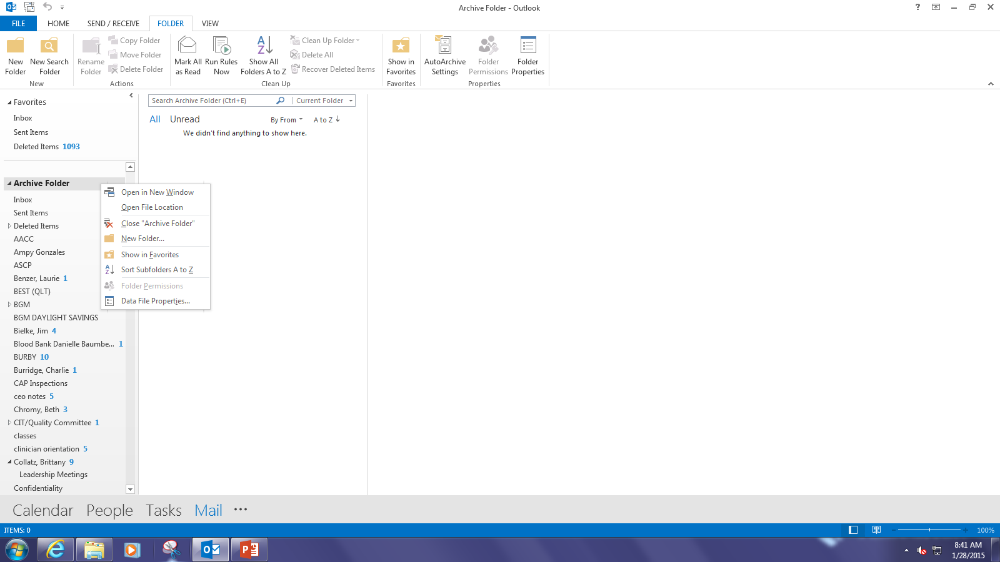 Archive Folder - Outlook
?
FILE HOME SEND / RECEIVE FOLDER VIEW
New Folder
New Search Folder
New
Rename Folder
Copy Folder
Move Folder
Delete Folder
Actions
Mark All as Read
Run Rules Now
Show All Folders A to Z
Clean Up Folder
Delete All
Recover Deleted Items
Clean Up
Show in Favorites
Favorites
AutoArchive Settings
Folder Permissions
Folder Properties
Properties
Favorites
Inbox
Sent Items
Deleted Items 1093
Archive Folder
Inbox
Sent Items
Deleted Items
AACC
Ampy Gonzales
ASCP
Benzer, Laurie 1
BEST (QLT)
BGM
BGM DAYLIGHT SAVINGS
Bielke, Jim 4
Blood Bank Danielle Baumbe... 1
BURBY 10
Burridge, Charlie 1
CAP Inspections
ceo notes 5
Chromy, Beth 3
CIT/Quality Committee 1
classes
clinician orientation 5
Collatz, Brittany 9
Leadership Meetings
Confidentiality
Search Archive Folder (Ctrl+E) Current Folder
All Unread By From A to Z
We didn't find anything to show here.
Open in New Window
Open File Location
Close "Archive Folder"
New Folder...
Show in Favorites
Sort Subfolders A to Z
Folder Permissions
Data File Properties...
Calendar People Tasks Mail ...
ITEMS: 0
100%
8:41 AM
1/28/2015